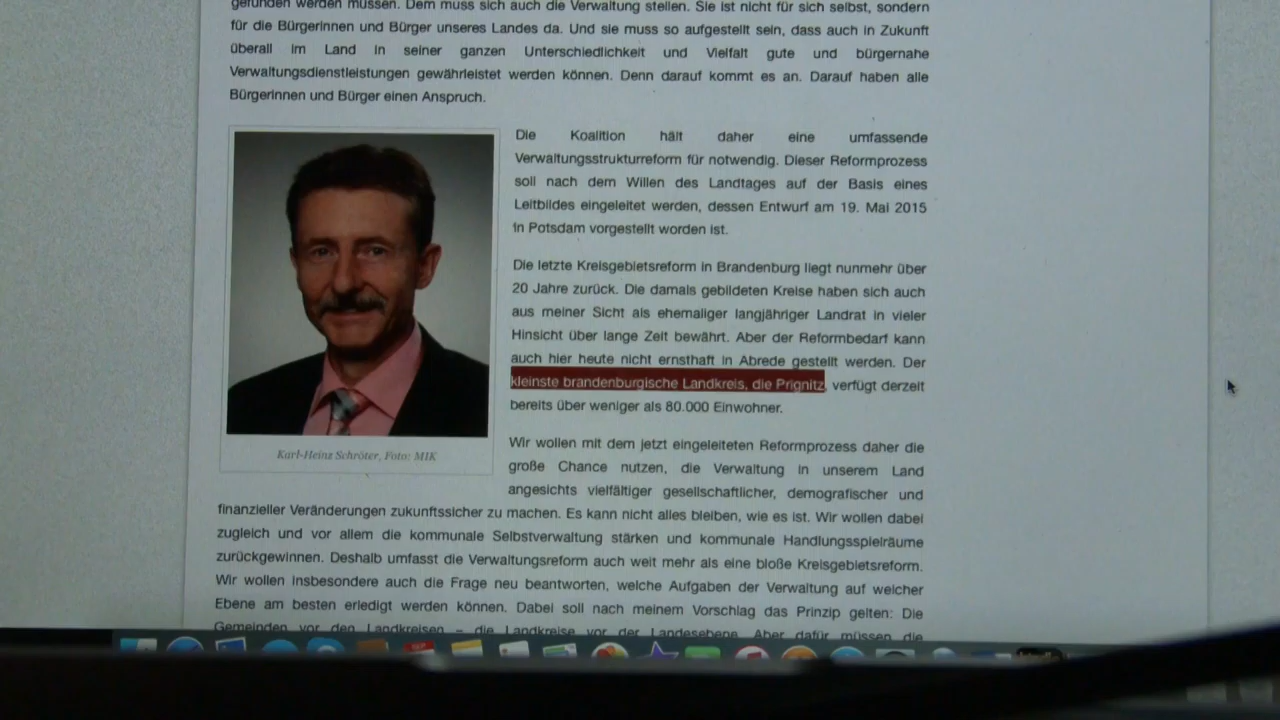 gefunden werden müssen. Dem muss sich auch die Verwaltung stellen. Sie ist nicht für sich selbst, sondern
für die Bürgerinnen und Bürger unseres Landes da. Und sie muss so aufgestellt sein, dass auch in Zukunft
überall im Land in seiner ganzen Unterschiedlichkeit und Vielfalt gute und bürgernahe
Verwaltungsdienstleistungen gewährleistet werden können. Denn darauf kommt es an. Darauf haben alle
Bürgerinnen und Bürger einen Anspruch.
Die Koalition hält daher eine umfassende
Verwaltungsstrukturreform für notwendig. Dieser Reformprozess
soll nach dem Willen des Landtages auf der Basis eines
Leitbildes eingeleitet werden, dessen Entwurf am 19. Mai 2015
in Potsdam vorgestellt worden ist.
Die letzte Kreisgebietsreform in Brandenburg liegt nunmehr über
20 Jahre zurück. Die damals gebildeten Kreise haben sich auch
aus meiner Sicht als ehemaliger langjähriger Landrat in vieler
Hinsicht über lange Zeit bewährt. Aber der Reformbedarf kann
auch hier heute nicht ernsthaft in Abrede gestellt werden. Der
kleinste brandenburgische Landkreis, die Prignitz, verfügt derzeit
bereits über weniger als 80.000 Einwohner.
Karl-Heinz Schröter, Foto: MIK
Wir wollen mit dem jetzt eingeleiteten Reformprozess daher die
große Chance nutzen, die Verwaltung in unserem Land
angesichts vielfältiger gesellschaftlicher, demografischer und
finanzieller Veränderungen zukunftssicher zu machen. Es kann nicht alles bleiben, wie es ist. Wir wollen dabei
zugleich und vor allem die kommunale Selbstverwaltung stärken und kommunale Handlungsspielräume
zurückgewinnen. Deshalb umfasst die Verwaltungsreform auch weit mehr als eine bloße Kreisgebietsreform.
Wir wollen insbesondere auch die Frage neu beantworten, welche Aufgaben der Verwaltung auf welcher
Ebene am besten erledigt werden können. Dabei soll nach meinem Vorschlag das Prinzip gelten: Die
Gemeinden vor den Landkreisen – die Landkreise vor der Landesebene. Aber dafür müssen die